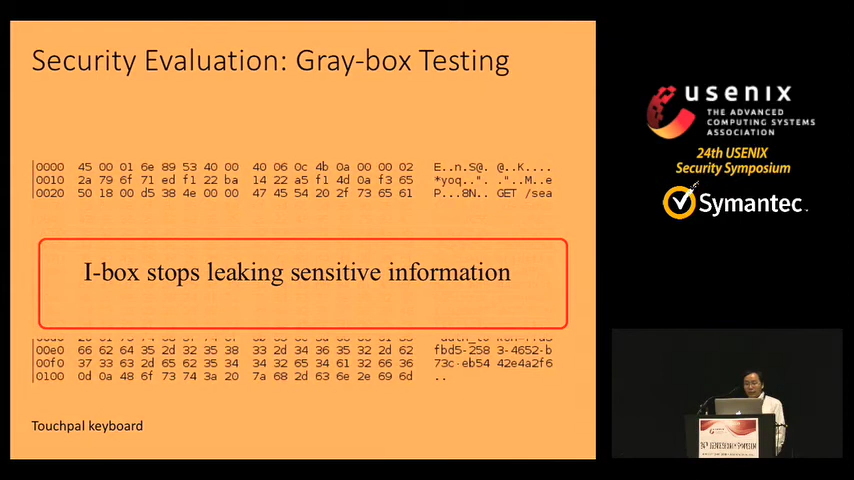 Security Evaluation: Gray-box Testing
0000 45 00 01 6e 89 53 40 00 40 06 0c 4b 0a 00 00 02 E..n.S@. @..K....
0010 2a 79 6f 71 ed f1 22 ba 14 22 a5 f1 4d 0a f3 65 *yoq..". ."..M..e
0020 50 18 00 d5 38 4e 00 00 47 45 54 20 2f 73 65 61 P...8N.. GET /sea
I-box stops leaking sensitive information
00e0 66 62 64 35 2d 32 35 38 33 2d 34 36 35 32 2d 62 fbd5-258 3-4652-b
00f0 37 33 63 2d 65 62 35 34 34 32 65 34 61 32 66 36 73c-eb54 42e4a2f6
0100 0d 0a 48 6f 73 74 3a 20 7a 68 2d 63 6e 2e 69 6d ..
Touchpal keyboard
usenix
THE ADVANCED
COMPUTING SYSTEMS
ASSOCIATION
24th USENIX
Security Symposium
Symantec.